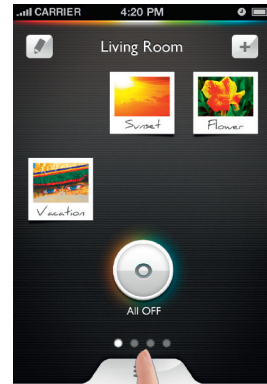 CARRIER 4:20 PM
Living Room
Sunset Flower
Vacation
All OFF